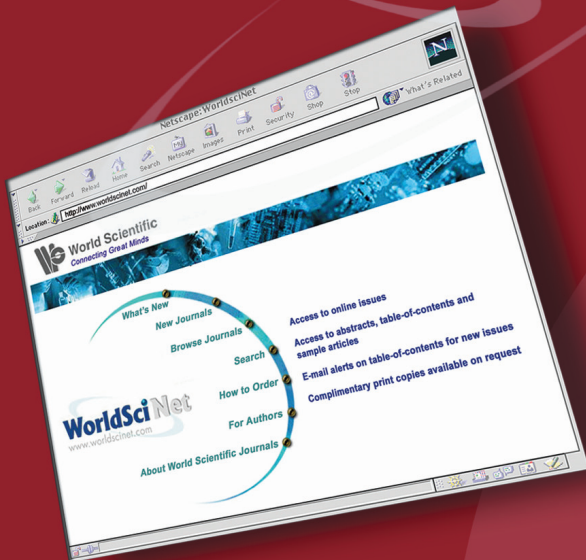 Netscape: WorldsciNet
Back
Forward
Reload
Home
Search
Netscape
Images
Print
Security
Shop
Stop
N
What's Related
Location: http://www.worldscinet.com/
World Scientific
Connecting Great Minds
What's New
New Journals
Browse Journals
Search
How to Order
For Authors
About World Scientific Journals
WorldSciNet
www.worldscinet.com
Access to online issues
Access to abstracts, table-of-contents and
sample articles
E-mail alerts on table-of-contents for new issues
Complimentary print copies available on request